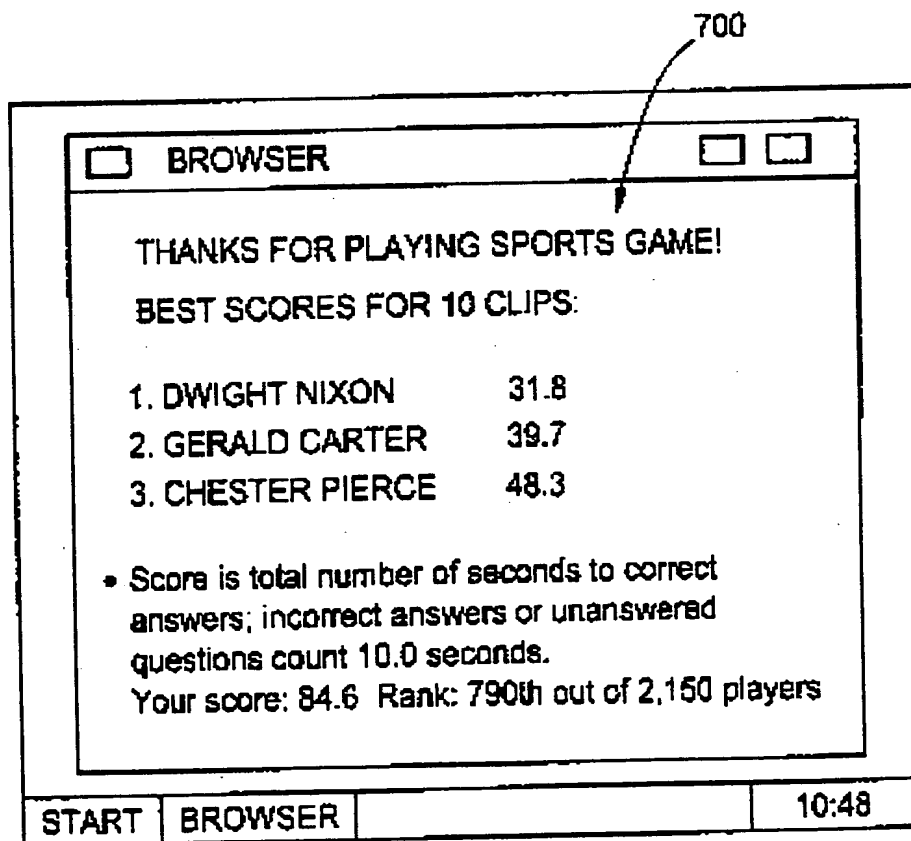 700
BROWSER
THANKS FOR PLAYING SPORTS GAME!
BEST SCORES FOR 10 CLIPS:
1. DWIGHT NIXON 31.8
2. GERALD CARTER 39.7
3. CHESTER PIERCE 48.3
• Score is total number of seconds to correct
answers; incorrect answers or unanswered
questions count 10.0 seconds.
Your score: 84.6 Rank: 790th out of 2,150 players
START BROWSER 10:48